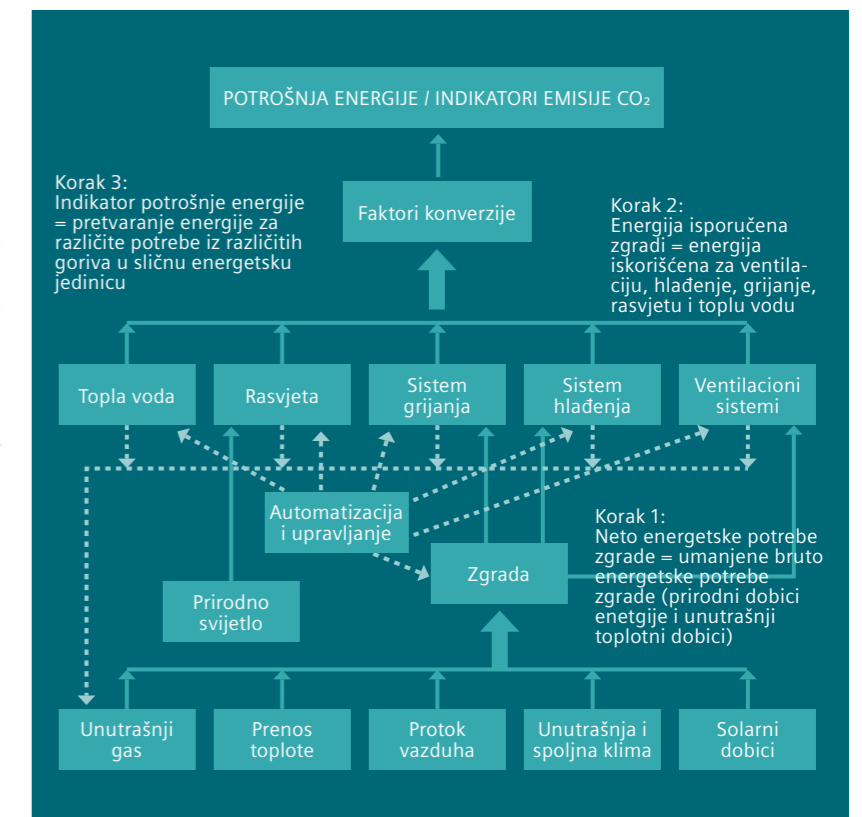 POTROŠNJA ENERGIJE / INDIKATORI EMISIJE CO₂
Korak 3:
Indikator potrošnje energije
= pretvaranje energije za
različite potrebe iz različitih
goriva u sličnu energetsku
jedinicu
Faktori konverzije
Korak 2:
Energija isporučena
zgradi = energija
iskorišćena za ventila-
ciju, hlađenje, grijanje,
rasvjetu i toplu vodu
Topla voda
Rasvjeta
Sistem
grijanja
Sistem
hlađenja
Ventilacioni
sistemi
Automatizacija
i upravljanje
Korak 1:
Neto energetske potrebe
zgrade = umanjene bruto
energetske potrebe
zgrade (prirodni dobici
enetgije i unutrašnji
toplotni dobici)
Zgrada
Prirodno
svijetlo
Unutrašnji
gas
Prenos
toplote
Protok
vazduha
Unutrašnja i
spoljna klima
Solarni
dobici